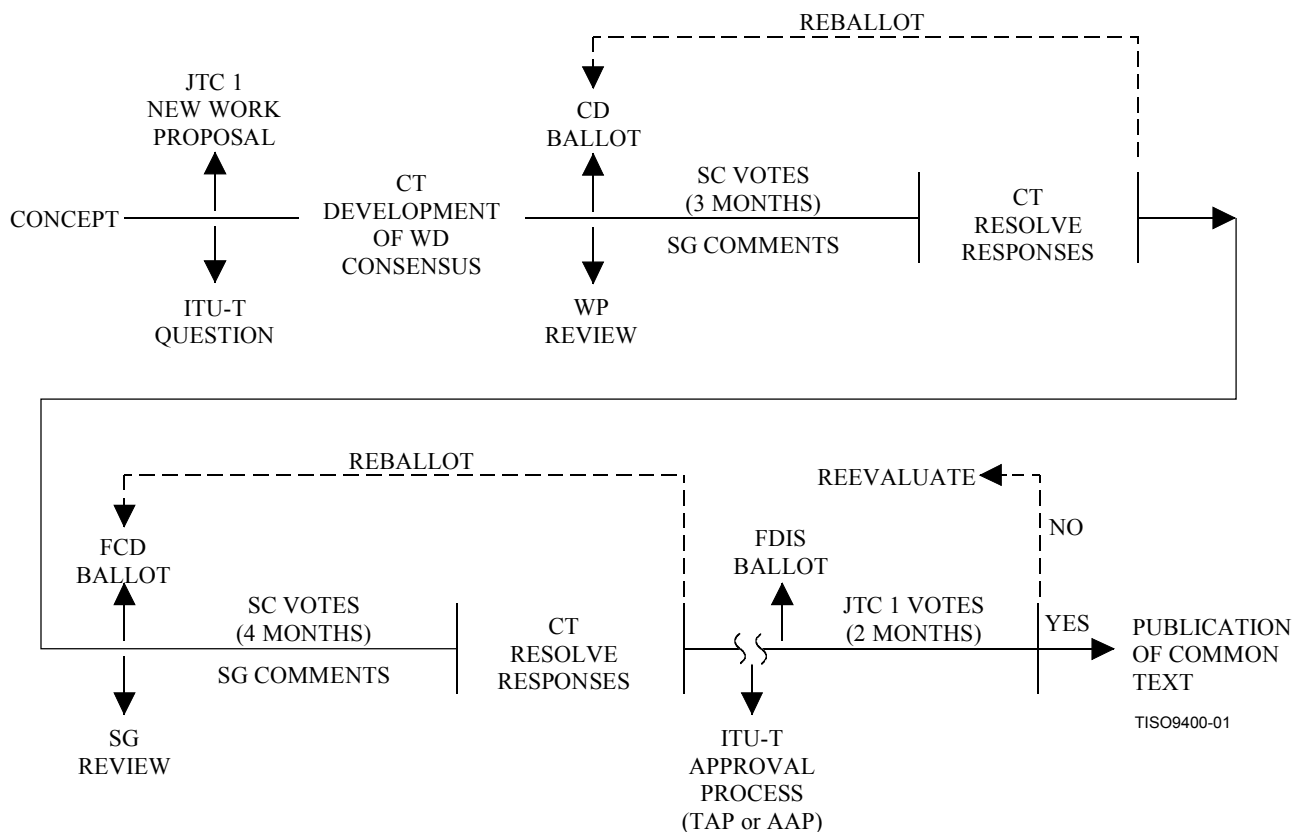 REBALLOT
JTC 1
NEW WORK
PROPOSAL
CD
BALLOT
CONCEPT
CT
DEVELOPMENT
OF WD
CONSENSUS
SC VOTES
(3 MONTHS)
SG COMMENTS
CT
RESOLVE
RESPONSES
ITU-T
QUESTION
WP
REVIEW
REBALLOT
REEVALUATE
NO
FCD
BALLOT
FDIS
BALLOT
SC VOTES
(4 MONTHS)
SG COMMENTS
CT
RESOLVE
RESPONSES
JTC 1 VOTES
(2 MONTHS)
YES
PUBLICATION
OF COMMON
TEXT
TISO9400-01
SG
REVIEW
ITU-T
APPROVAL
PROCESS
(TAP or AAP)